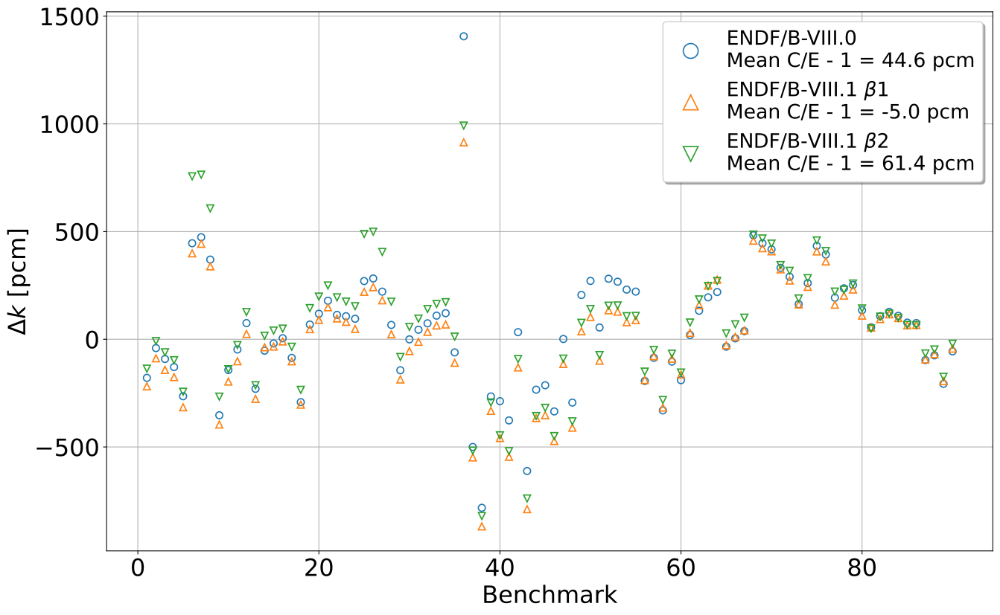 1500
1000
500
0
−500
Δk [pcm]
0 20 40 60 80
Benchmark
ENDF/B-VIII.0
Mean C/E - 1 = 44.6 pcm
ENDF/B-VIII.1 β1
Mean C/E - 1 = -5.0 pcm
ENDF/B-VIII.1 β2
Mean C/E - 1 = 61.4 pcm